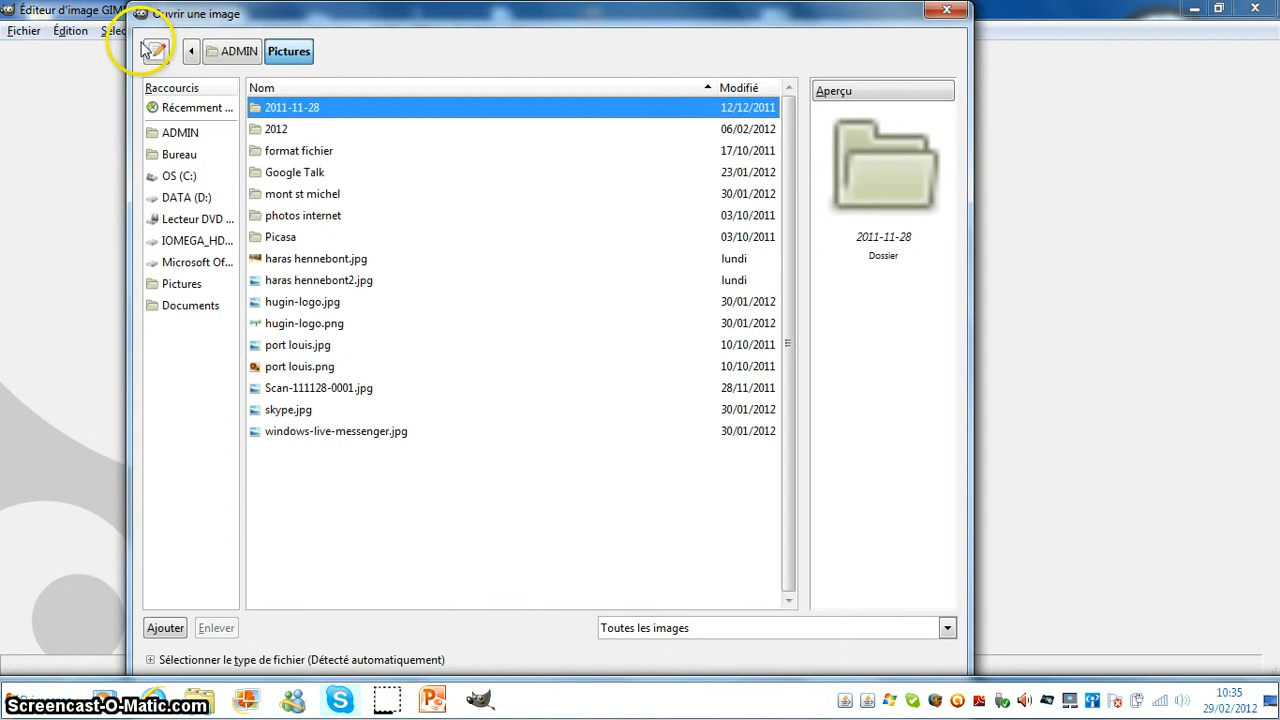 Éditeur d'image GIM
Ouvrir une image
Fichier Édition Sélec
ADMIN Pictures
Raccourcis
Récemment ...
ADMIN
Bureau
OS (C:)
DATA (D:)
Lecteur DVD ...
IOMEGA_HD...
Microsoft Of...
Pictures
Documents
Nom Modifié
2011-11-28 12/12/2011
2012 06/02/2012
format fichier 17/10/2011
Google Talk 23/01/2012
mont st michel 30/01/2012
photos internet 03/10/2011
Picasa 03/10/2011
haras hennebont.jpg lundi
haras hennebont2.jpg lundi
hugin-logo.jpg 30/01/2012
hugin-logo.png 30/01/2012
port louis.jpg 10/10/2011
port louis.png 10/10/2011
Scan-111128-0001.jpg 28/11/2011
skype.jpg 30/01/2012
windows-live-messenger.jpg 30/01/2012
Aperçu
2011-11-28
Dossier
Ajouter Enlever
Toutes les images
Sélectionner le type de fichier (Détecté automatiquement)
Screencast-O-Matic.com
10:35
29/02/2012